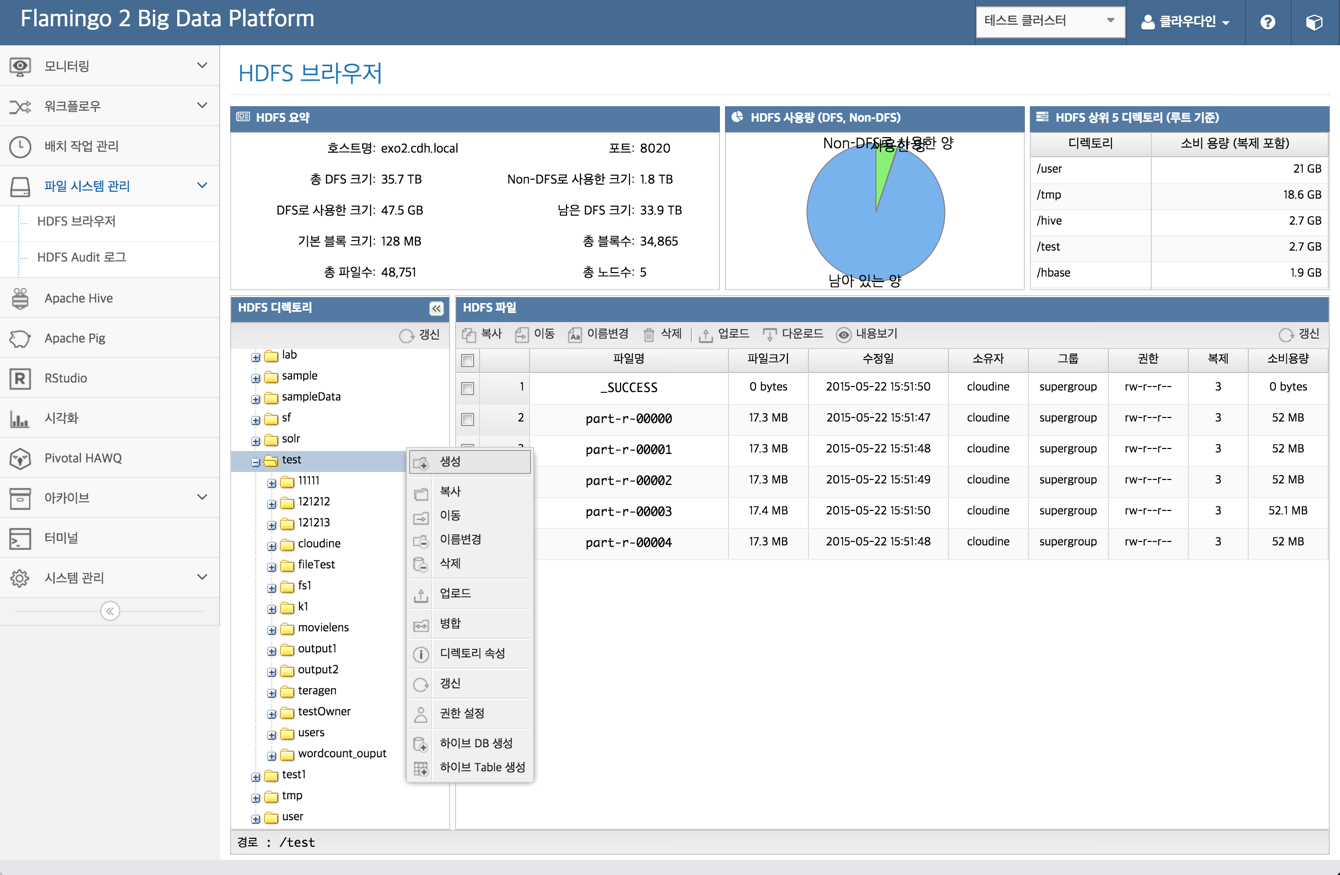 Flamingo 2 Big Data Platform
테스트 클러스터
클라우다인
모니터링
워크플로우
배치 작업 관리
파일 시스템 관리
HDFS 브라우저
HDFS Audit 로그
Apache Hive
Apache Pig
RStudio
시각화
Pivotal HAWQ
아카이브
터미널
시스템 관리
HDFS 브라우저
HDFS 요약
호스트명: exo2.cdh.local 포트: 8020
총 DFS 크기: 35.7 TB Non-DFS로 사용한 크기: 1.8 TB
DFS로 사용한 크기: 47.5 GB 남은 DFS 크기: 33.9 TB
기본 블록 크기: 128 MB 총 블록수: 34,865
총 파일수: 48,751 총 노드수: 5
HDFS 사용량 (DFS, Non-DFS)
Non-DFS로 사용한 양
사용한 양
남아 있는 양
HDFS 상위 5 디렉토리 (루트 기준)
디렉토리 소비 용량 (복제 포함)
/user 21 GB
/tmp 18.6 GB
/hive 2.7 GB
/test 2.7 GB
/hbase 1.9 GB
HDFS 디렉토리
갱신
lab
sample
sampleData
sf
solr
test
11111
121212
121213
cloudine
fileTest
fs1
k1
movielens
output1
output2
teragen
testOwner
users
wordcount_ouput
test1
tmp
user
생성
복사
이동
이름변경
삭제
업로드
병합
디렉토리 속성
갱신
권한 설정
하이브 DB 생성
하이브 Table 생성
HDFS 파일
복사 이동 이름변경 삭제 업로드 다운로드 내용보기 갱신
파일명 파일크기 수정일 소유자 그룹 권한 복제 소비용량
1 _SUCCESS 0 bytes 2015-05-22 15:51:50 cloudine supergroup rw-r--r-- 3 0 bytes
2 part-r-00000 17.3 MB 2015-05-22 15:51:47 cloudine supergroup rw-r--r-- 3 52 MB
part-r-00001 17.3 MB 2015-05-22 15:51:48 cloudine supergroup rw-r--r-- 3 52 MB
part-r-00002 17.3 MB 2015-05-22 15:51:49 cloudine supergroup rw-r--r-- 3 52 MB
part-r-00003 17.4 MB 2015-05-22 15:51:50 cloudine supergroup rw-r--r-- 3 52.1 MB
part-r-00004 17.3 MB 2015-05-22 15:51:48 cloudine supergroup rw-r--r-- 3 52 MB
경로 : /test